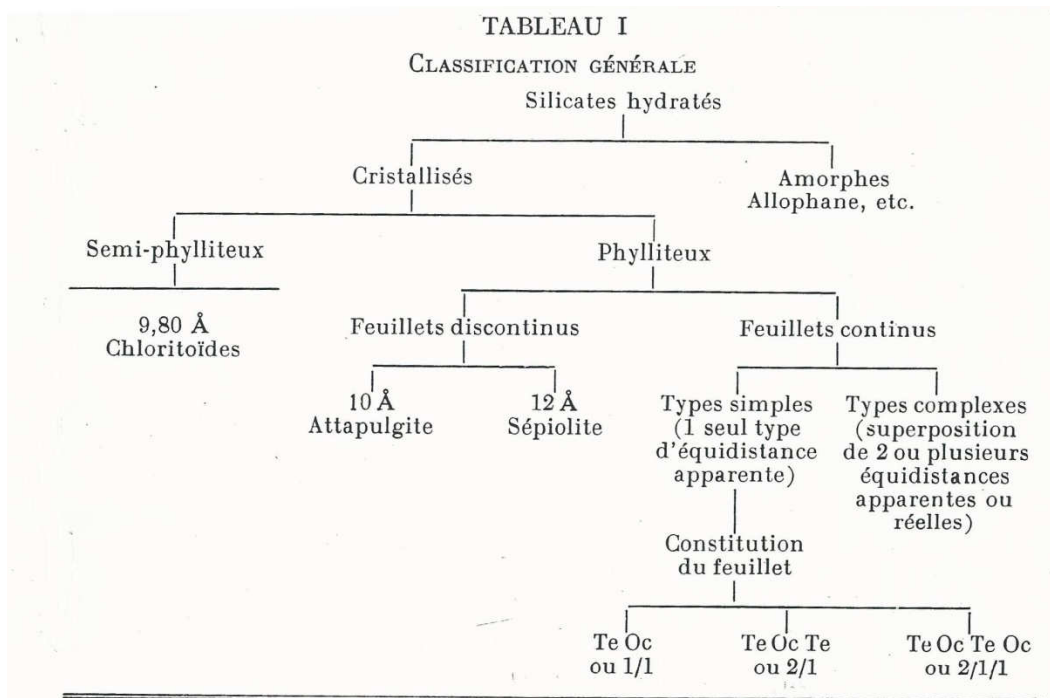 TABLEAU I
CLASSIFICATION GÉNÉRALE
Silicates hydratés
Cristallisés
Amorphes
Allophane, etc.
Semi-phylliteux
Phylliteux
9,80 Å
Chloritoïdes
Feuillets discontinus
Feuillets continus
10 Å
Attapulgite
12 Å
Sépiolite
Types simples
(1 seul type
d'équidistance
apparente)
Types complexes
(superposition
de 2 ou plusieurs
équidistances
apparentes ou
réelles)
Constitution
du feuillet
Te Oc
ou 1/1
Te Oc Te
ou 2/1
Te Oc Te Oc
ou 2/1/1